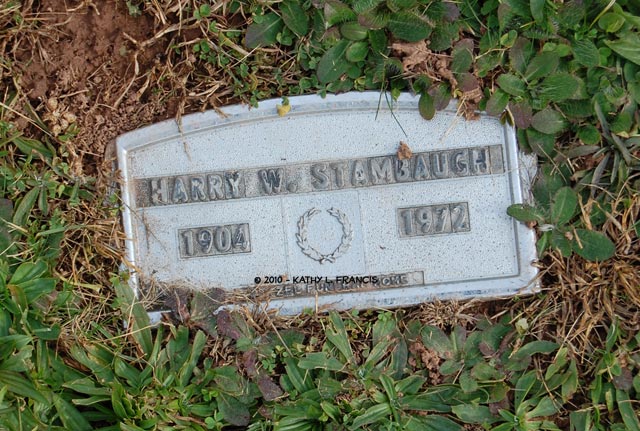 HARRY W. STAMBAUGH
1904
1972
© 2010 - KATHY L. FRANCIS